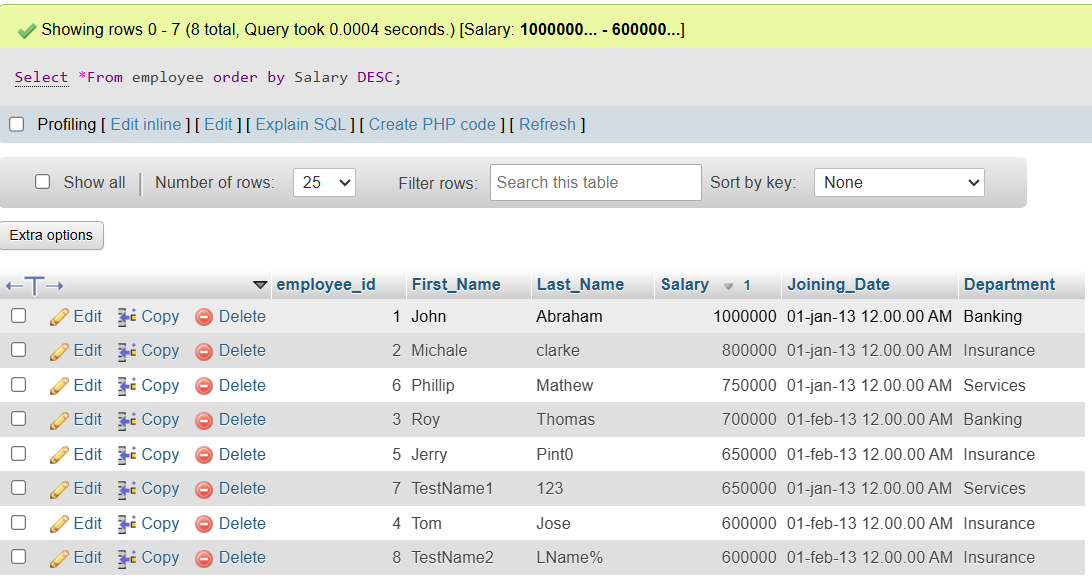 Showing rows 0 - 7 (8 total, Query took 0.0004 seconds.) [Salary: 1000000... - 600000...]
Select *From employee order by Salary DESC;
Profiling [ Edit inline ] [ Edit ] [ Explain SQL ] [ Create PHP code ] [ Refresh ]
Show all Number of rows: 25 Filter rows: Search this table Sort by key: None
Extra options
employee_id First_Name Last_Name Salary 1 Joining_Date Department
Edit Copy Delete 1 John Abraham 1000000 01-jan-13 12.00.00 AM Banking
Edit Copy Delete 2 Michale clarke 800000 01-jan-13 12.00.00 AM Insurance
Edit Copy Delete 6 Phillip Mathew 750000 01-jan-13 12.00.00 AM Services
Edit Copy Delete 3 Roy Thomas 700000 01-feb-13 12.00.00 AM Banking
Edit Copy Delete 5 Jerry Pint0 650000 01-feb-13 12.00.00 AM Insurance
Edit Copy Delete 7 TestName1 123 650000 01-jan-13 12.00.00 AM Services
Edit Copy Delete 4 Tom Jose 600000 01-feb-13 12.00.00 AM Insurance
Edit Copy Delete 8 TestName2 LName% 600000 01-feb-13 12.00.00 AM Insurance